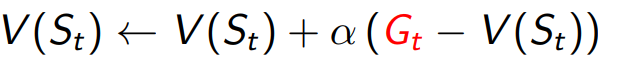 V(S_t) ← V(S_t) + α (G_t − V(S_t))